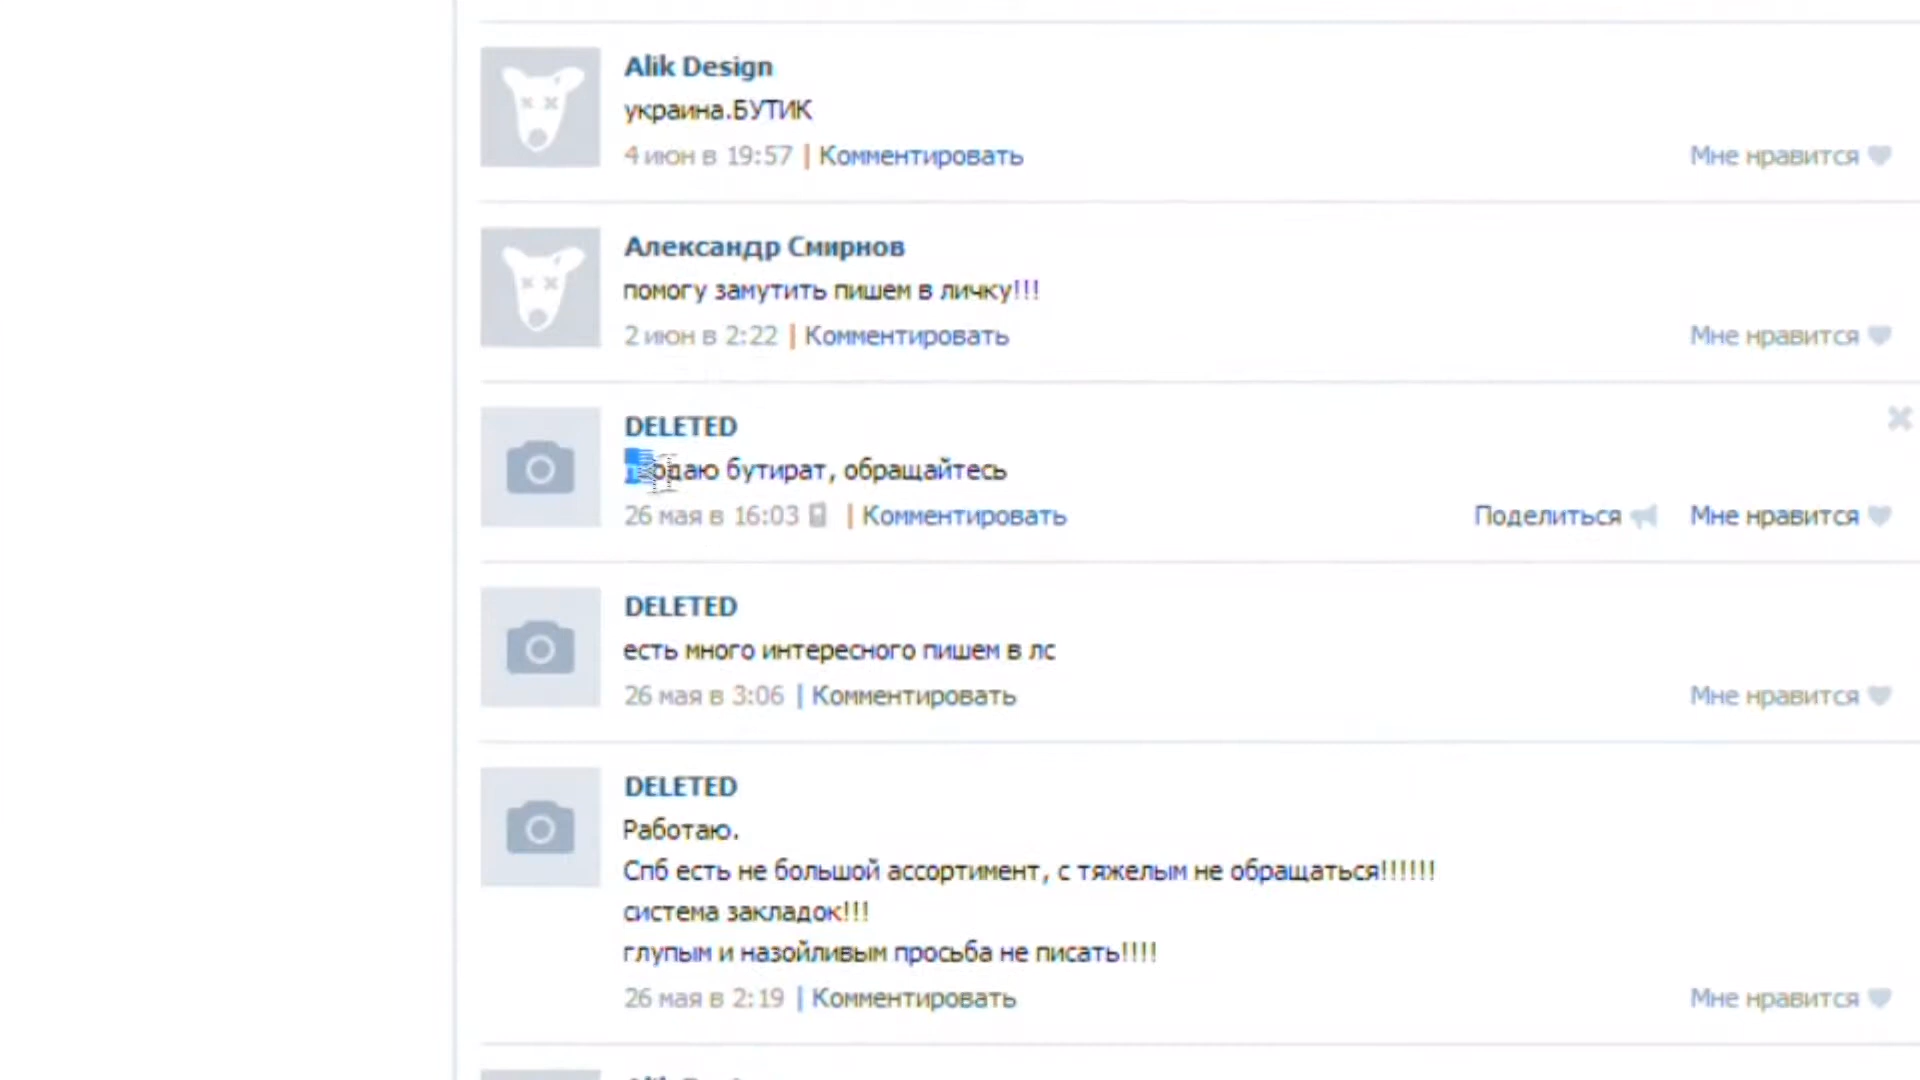 Alik Design
украина.БУТИК
4 июн в 19:57 | Комментировать
Мне нравится
Александр Смирнов
помогу замутить пишем в личку!!!
2 июн в 2:22 | Комментировать
Мне нравится
DELETED
продаю бутират, обращайтесь
26 мая в 16:03 | Комментировать
Поделиться Мне нравится
DELETED
есть много интересного пишем в лс
26 мая в 3:06 | Комментировать
Мне нравится
DELETED
Работаю.
Спб есть не большой ассортимент, с тяжелым не обращаться!!!!!!
система закладок!!!
глупым и назойливым просьба не писать!!!!
26 мая в 2:19 | Комментировать
Мне нравится